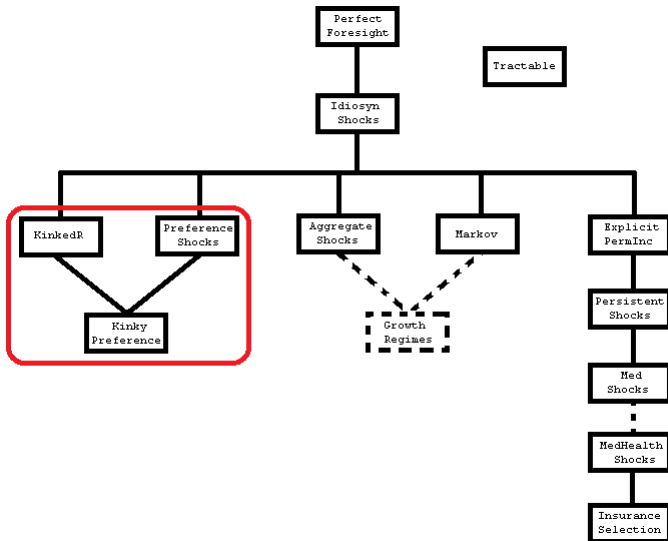 Perfect
Foresight
Tractable
Idiosyn
Shocks
KinkedR
Preference
Shocks
Aggregate
Shocks
Markov
Explicit
PermInc
Kinky
Preference
Growth
Regimes
Persistent
Shocks
Med
Shocks
MedHealth
Shocks
Insurance
Selection